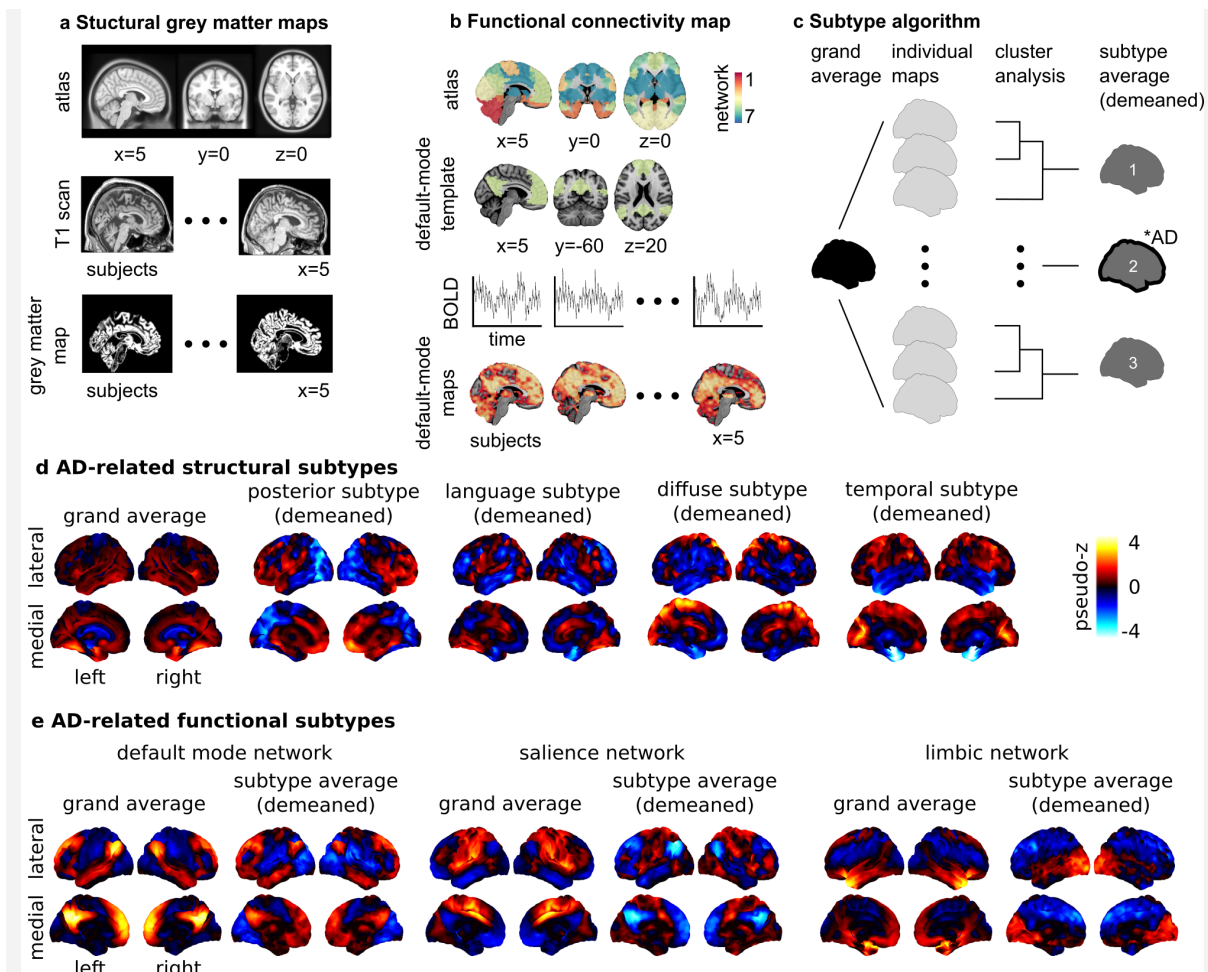 a Stuctural grey matter maps
atlas
x=5 y=0 z=0
T1 scan
subjects x=5
grey matter
map
subjects x=5
b Functional connectivity map
atlas
network
1
7
x=5 y=0 z=0
default-mode
template
x=5 y=-60 z=20
BOLD
time
default-mode
maps
subjects x=5
c Subtype algorithm
grand
average
individual
maps
cluster
analysis
subtype
average
(demeaned)
1
*AD
2
3
d AD-related structural subtypes
grand average
posterior subtype
(demeaned)
language subtype
(demeaned)
diffuse subtype
(demeaned)
temporal subtype
(demeaned)
lateral
medial
left right
pseudo-z
4
0
-4
e AD-related functional subtypes
default mode network
grand average
subtype average
(demeaned)
salience network
grand average
subtype average
(demeaned)
limbic network
grand average
subtype average
(demeaned)
lateral
medial
left right